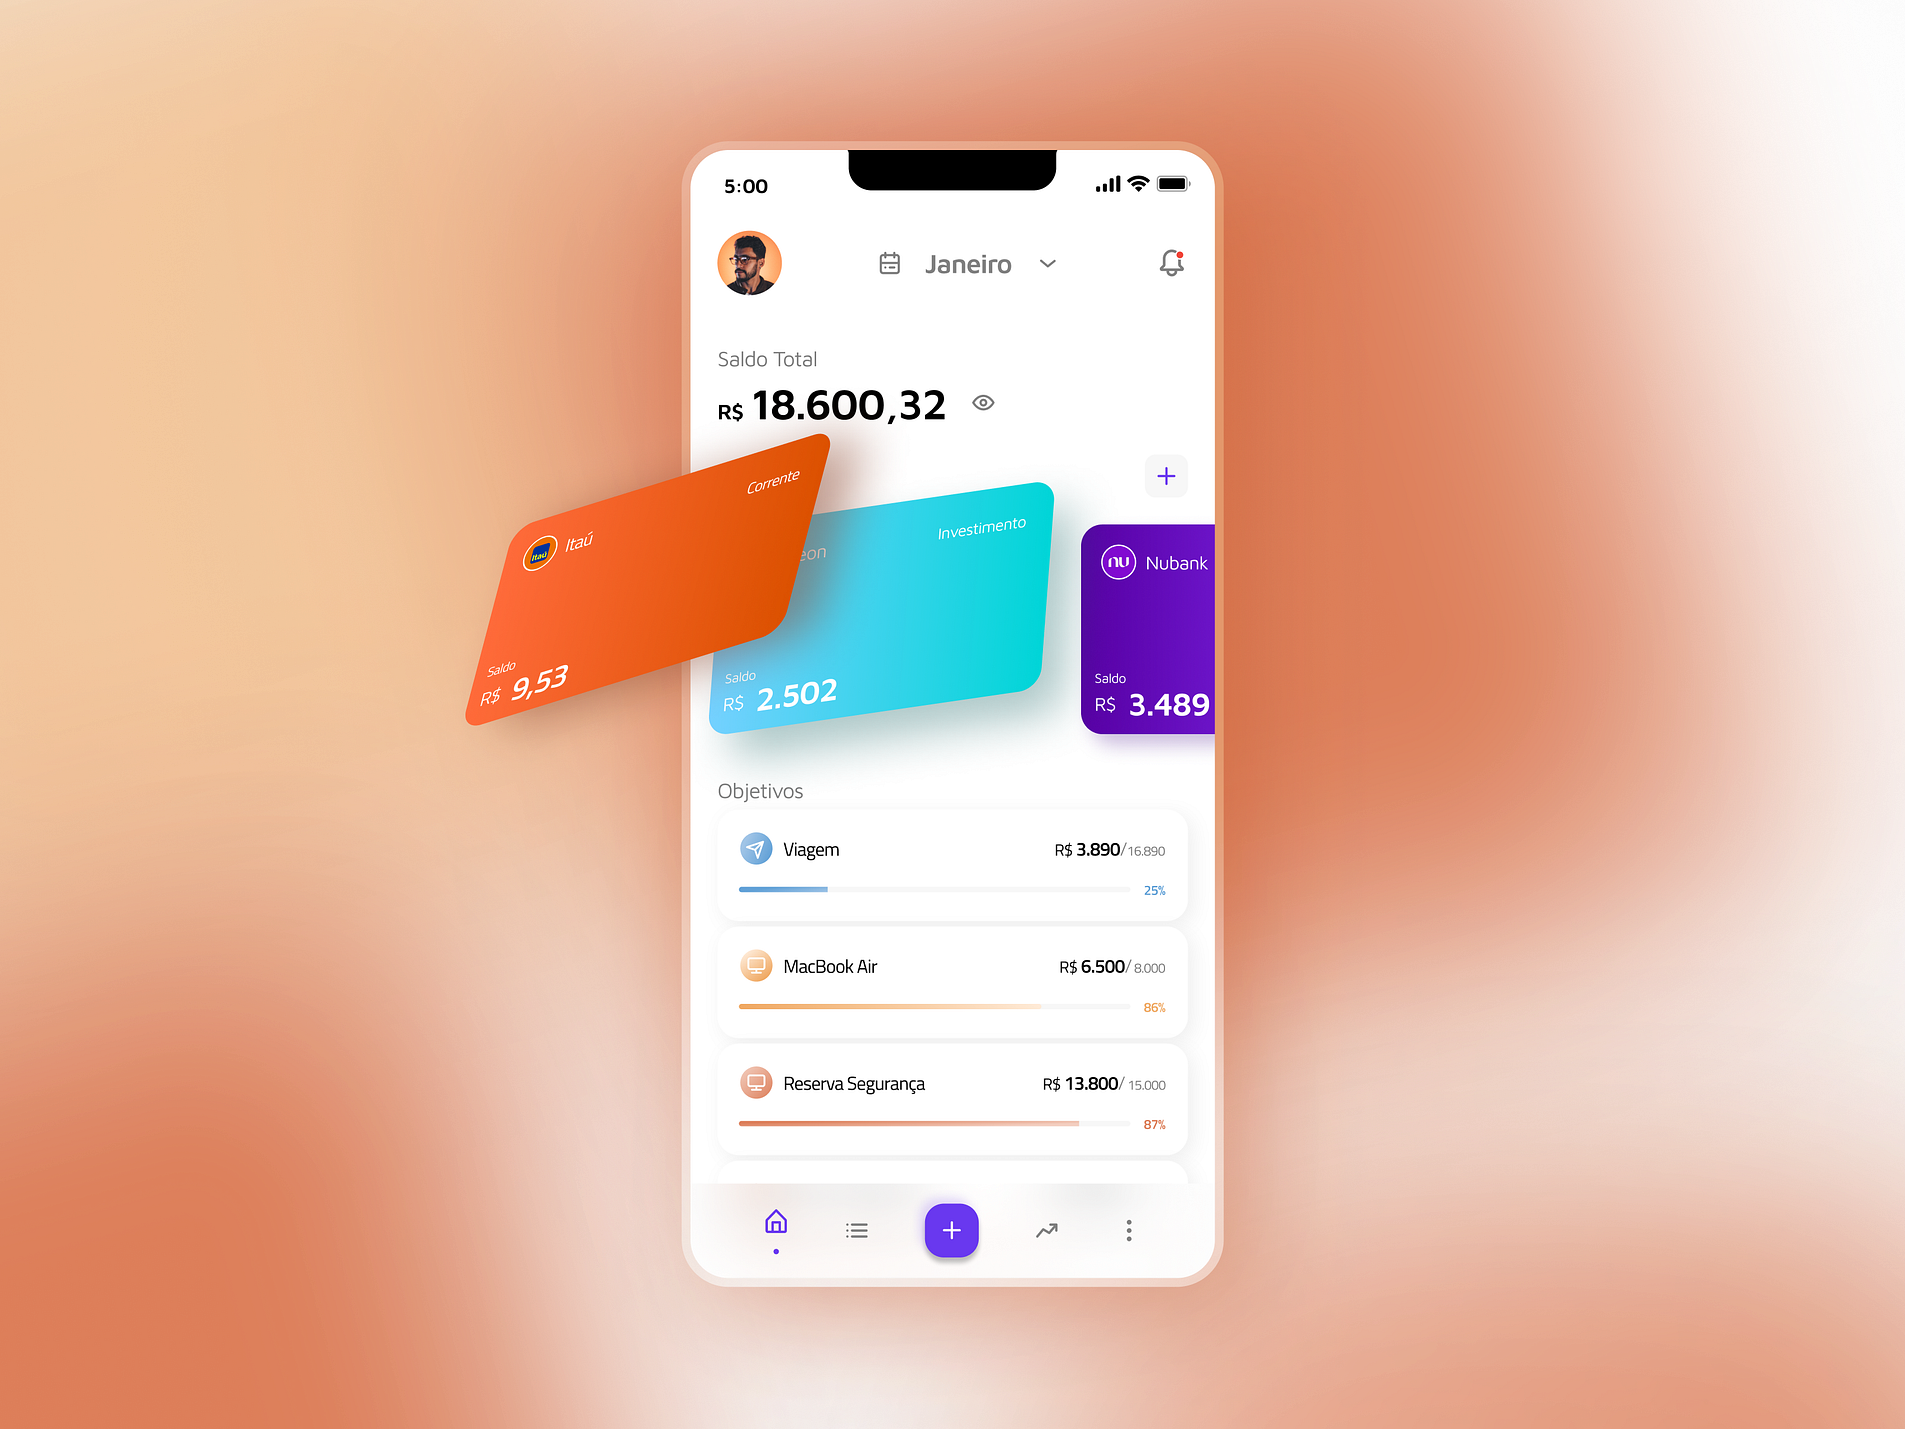 5:00
Janeiro
Saldo Total
R$ 18.600,32
Corrente
Itaú
Itaú
Saldo
R$ 9,53
Investimento
eon
Saldo
R$ 2.502
nu Nubank
Saldo
R$ 3.489
Objetivos
Viagem R$ 3.890/16.890
25%
MacBook Air R$ 6.500/ 8.000
86%
Reserva Segurança R$ 13.800/ 15.000
87%